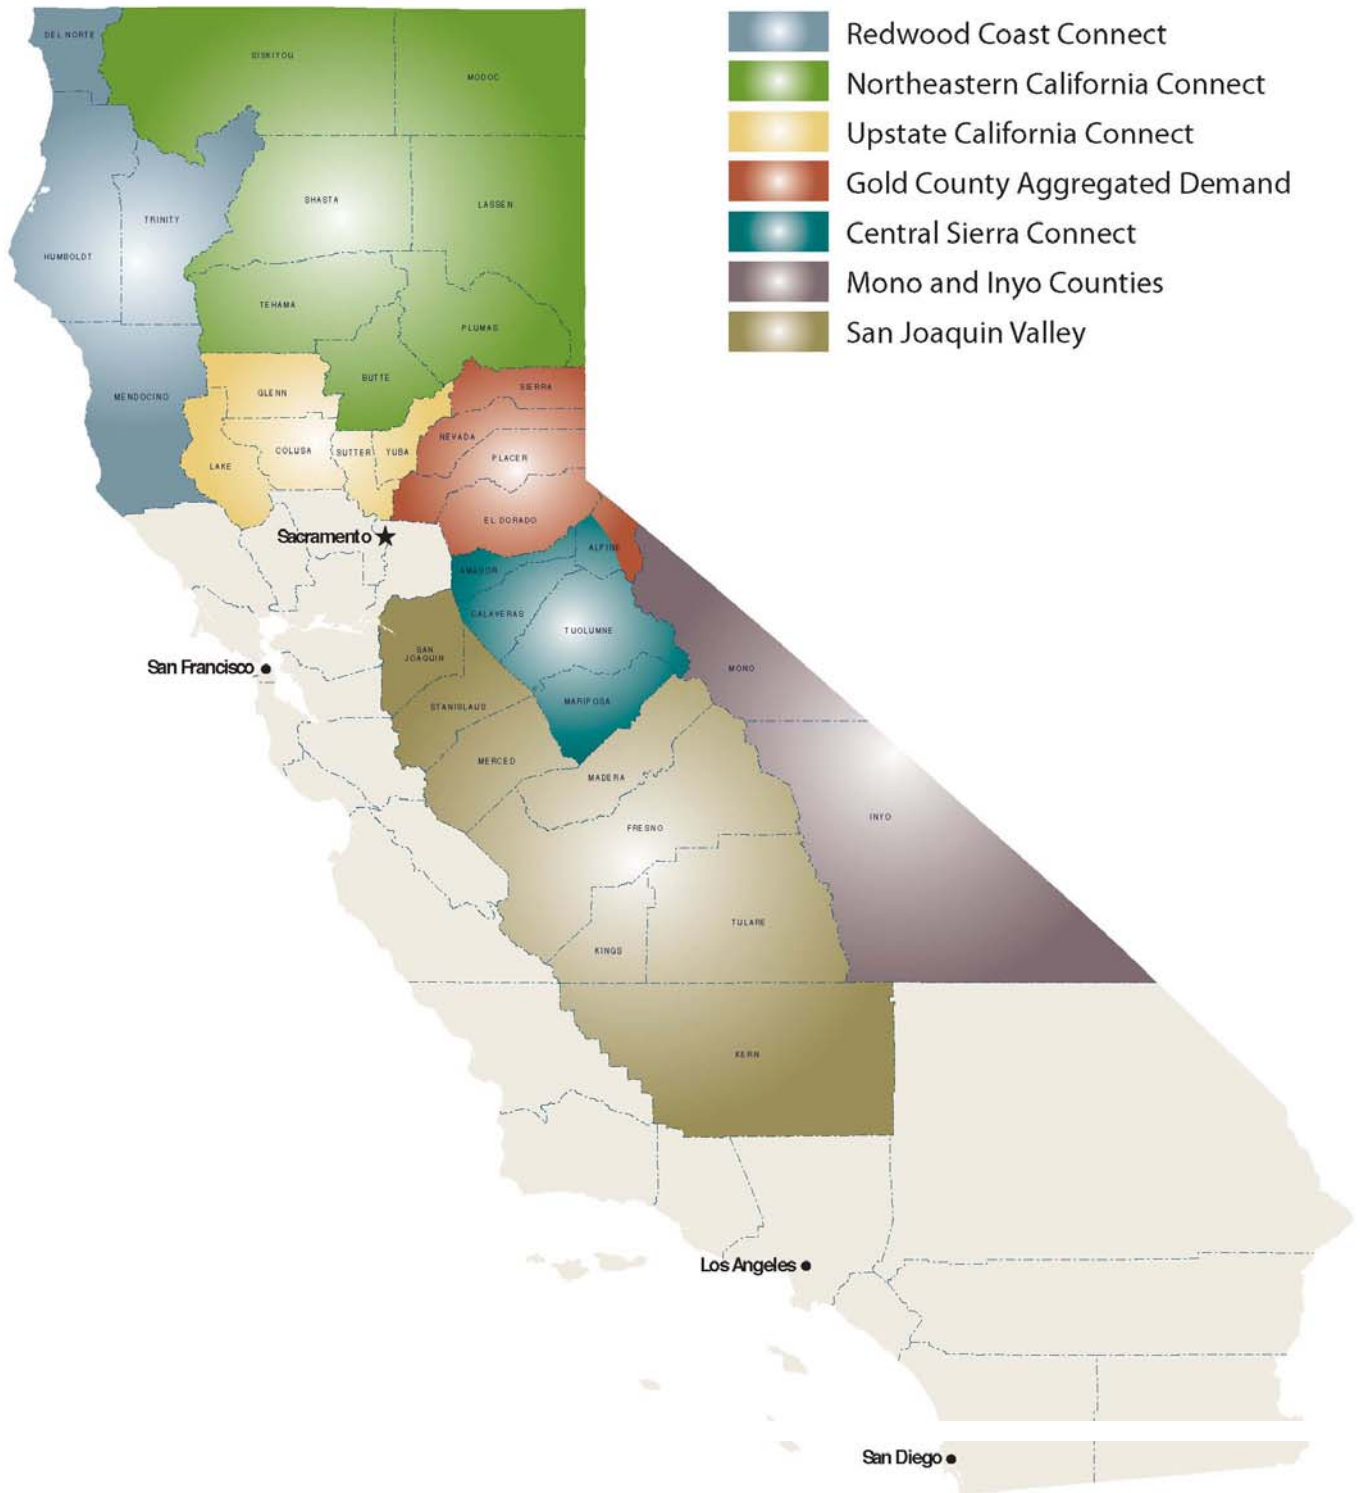 Redwood Coast Connect
Northeastern California Connect
Upstate California Connect
Gold County Aggregated Demand
Central Sierra Connect
Mono and Inyo Counties
San Joaquin Valley
DEL NORTE
SISKIYOU
MODOC
SHASTA
LASSEN
TRINITY
HUMBOLDT
TEHAMA
PLUMAS
BUTTE
SIERRA
GLENN
MENDOCINO
NEVADA
COLUSA
SUTTER
YUBA
PLACER
LAKE
EL DORADO
Sacramento
ALPINE
AMADOR
CALAVERAS
TUOLUMNE
SAN
JOAQUIN
San Francisco
MONO
MARIPOSA
STANISLAUS
MERCED
MADERA
INYO
FRESNO
TULARE
KINGS
KERN
Los Angeles
San Diego